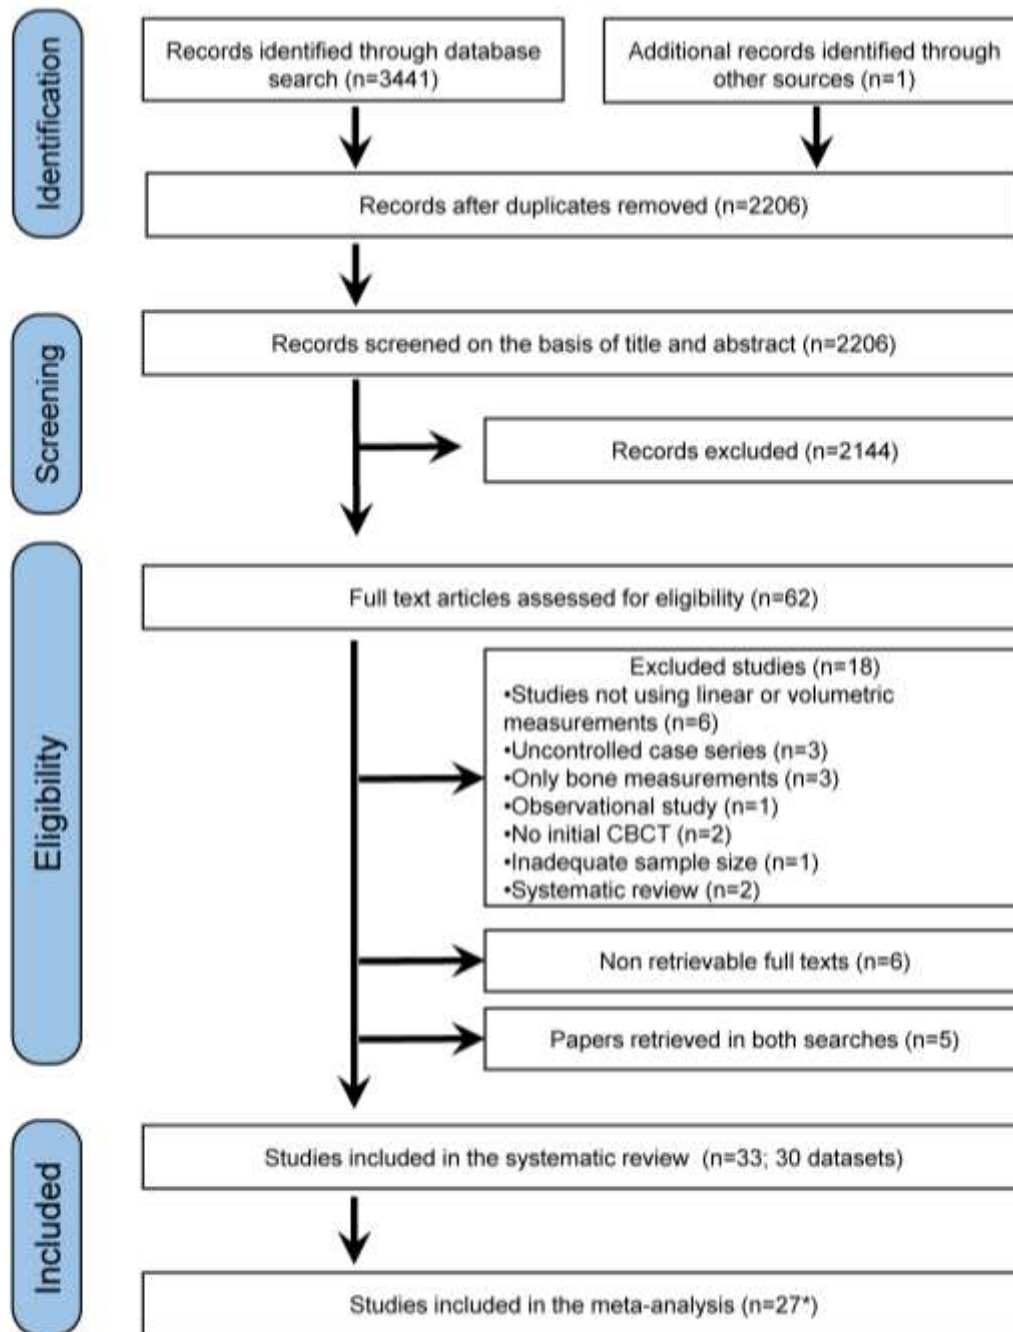 Identification
Records identified through database
search (n=3441)
Additional records identified through
other sources (n=1)
Records after duplicates removed (n=2206)
Screening
Records screened on the basis of title and abstract (n=2206)
Records excluded (n=2144)
Eligibility
Full text articles assessed for eligibility (n=62)
Excluded studies (n=18)
•Studies not using linear or volumetric
measurements (n=6)
•Uncontrolled case series (n=3)
•Only bone measurements (n=3)
•Observational study (n=1)
•No initial CBCT (n=2)
•Inadequate sample size (n=1)
•Systematic review (n=2)
Non retrievable full texts (n=6)
Papers retrieved in both searches (n=5)
Included
Studies included in the systematic review (n=33; 30 datasets)
Studies included in the meta-analysis (n=27*)